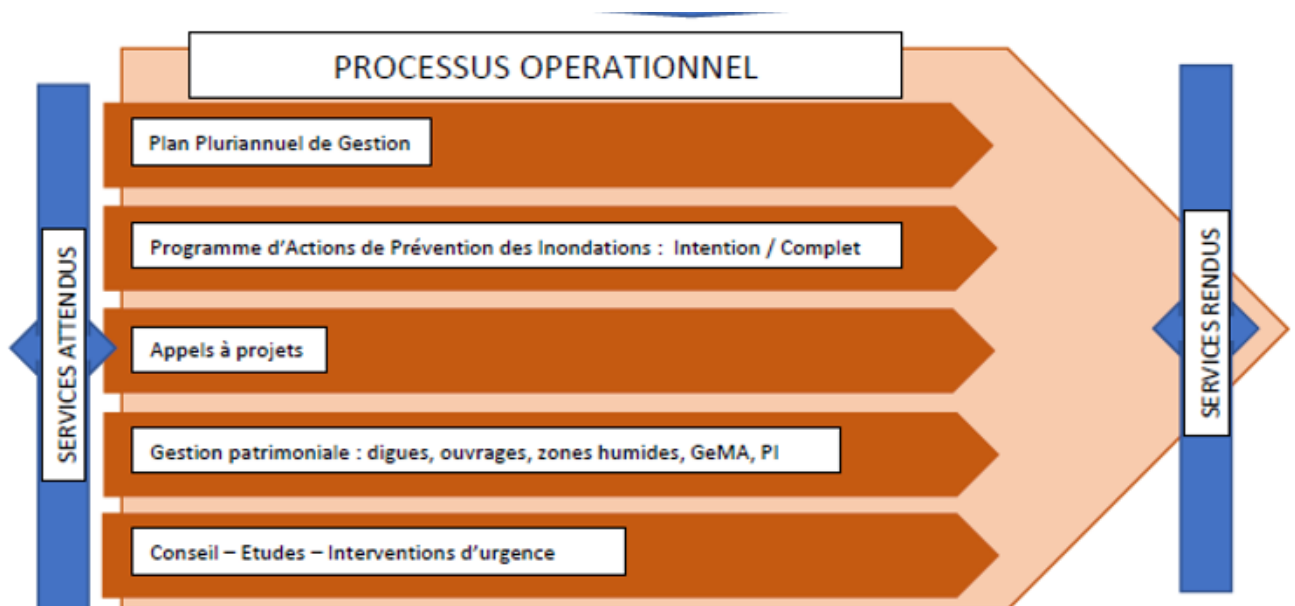 PROCESSUS OPERATIONNEL
Plan Pluriannuel de Gestion
Programme d’Actions de Prévention des Inondations : Intention / Complet
Appels à projets
Gestion patrimoniale : digues, ouvrages, zones humides, GeMA, PI
Conseil – Etudes – Interventions d’urgence
SERVICES ATTENDUS
SERVICES RENDUS